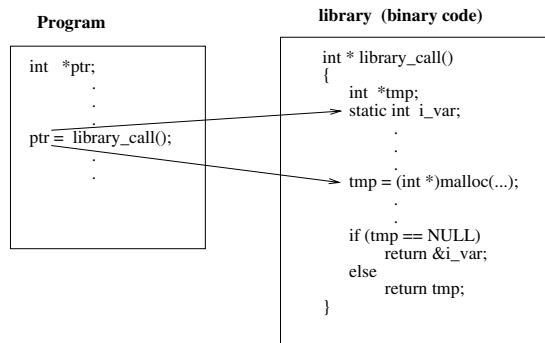 Program
int *ptr;
.
.
.
ptr = library_call();
.
.
library (binary code)
int * library_call()
{
int *tmp;
static int i_var;
.
.
.
tmp = (int *)malloc(...);
.
.
if (tmp == NULL)
return &i_var;
else
return tmp;
}